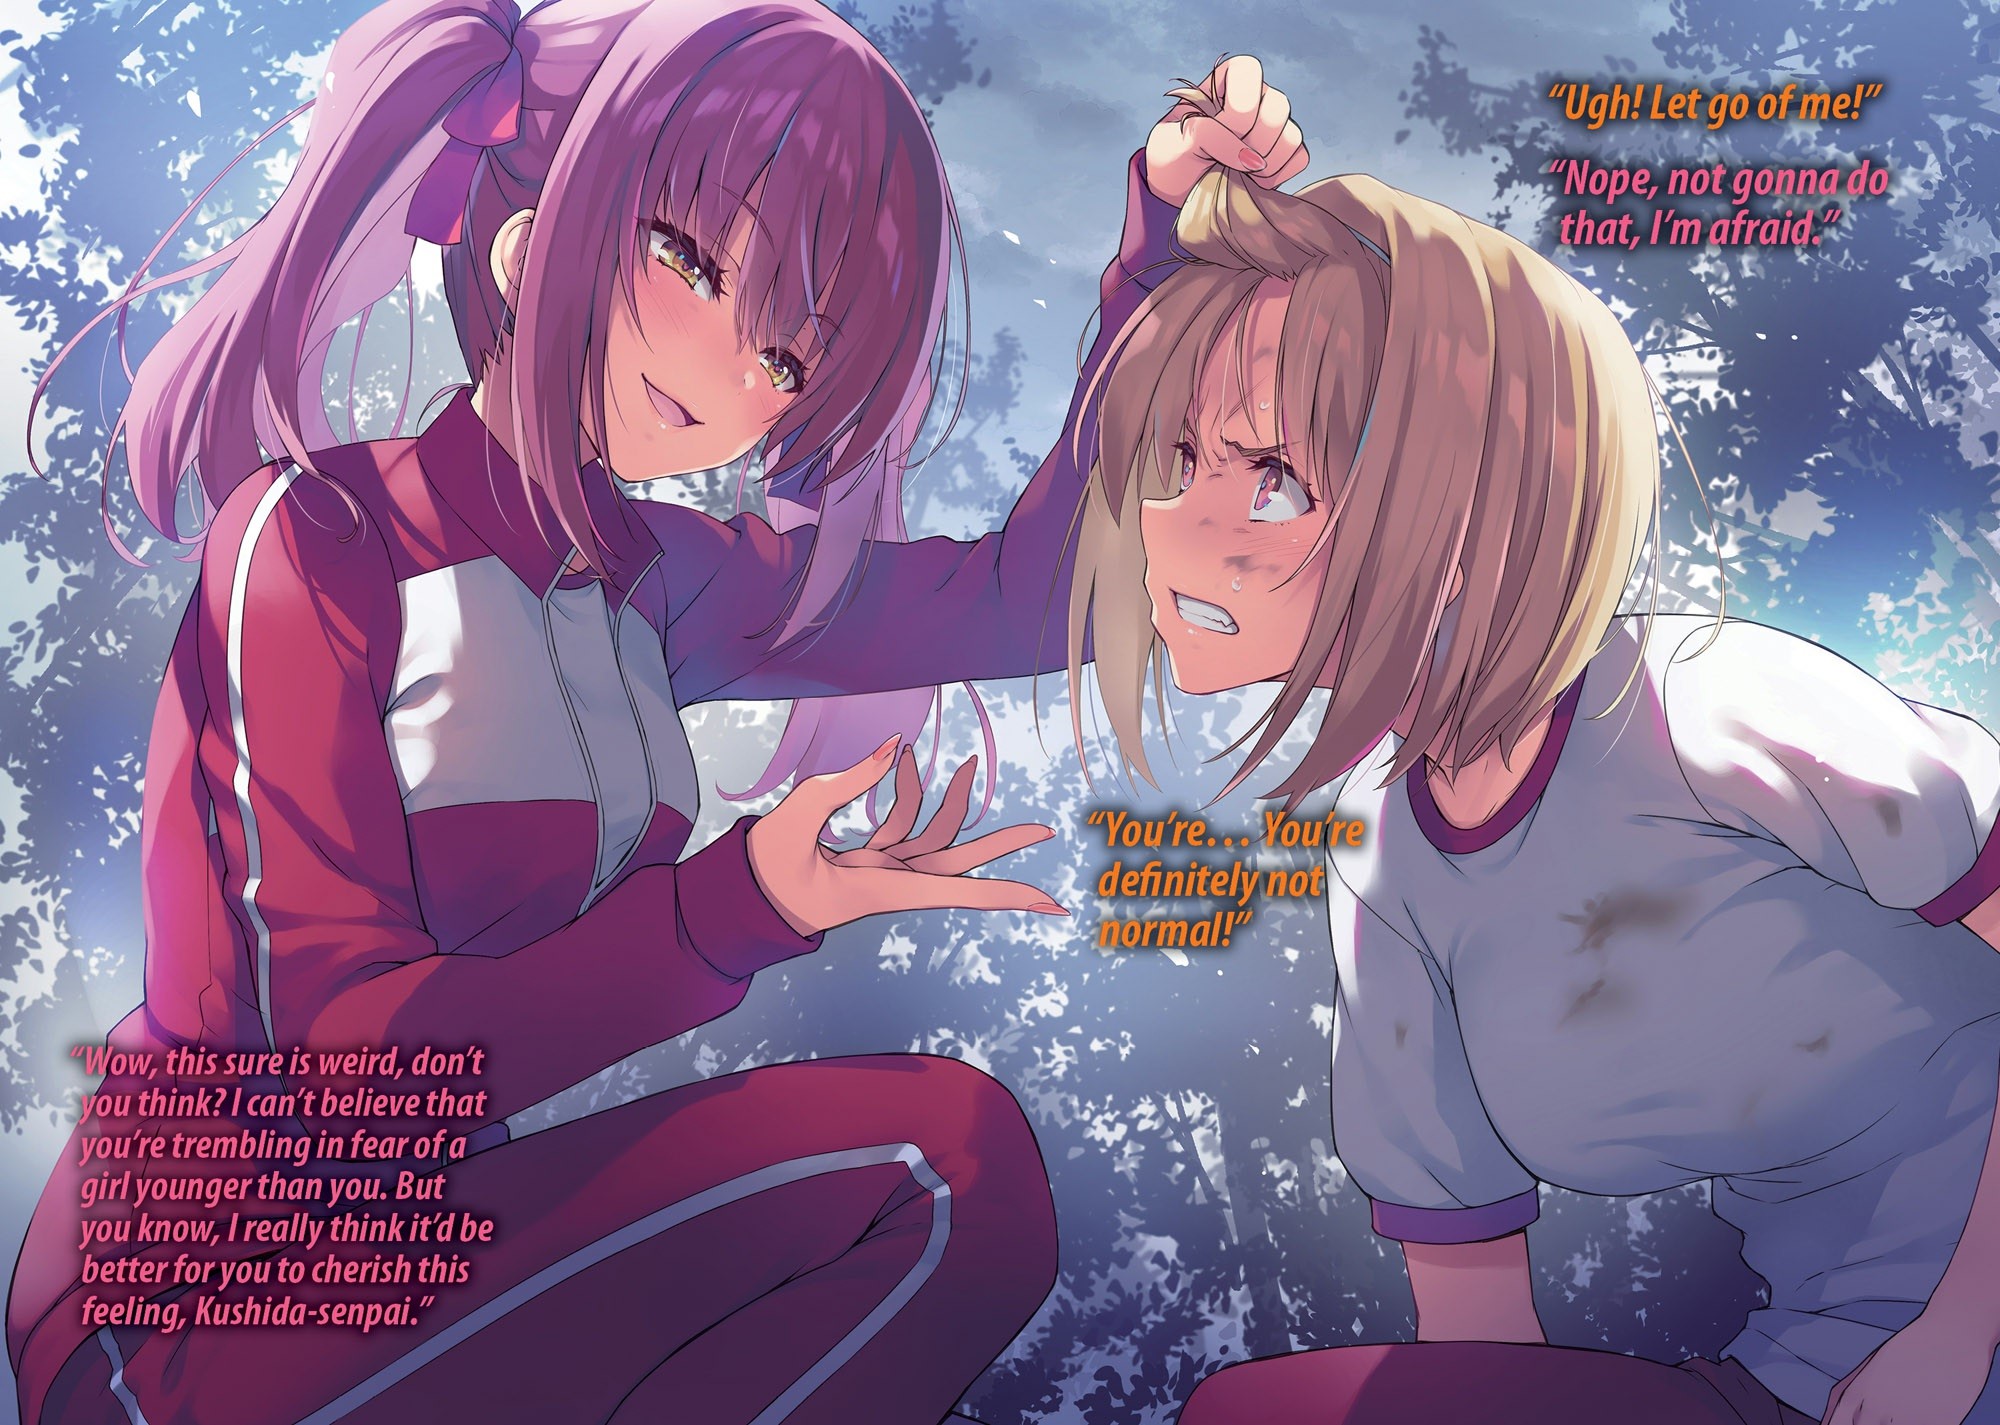 “Ugh! Let go of me!”
“Nope, not gonna do
that, I’m afraid.”
“You’re… You’re
definitely not
normal!”
“Wow, this sure is weird, don’t
you think? I can’t believe that
you’re trembling in fear of a
girl younger than you. But
you know, I really think it’d be
better for you to cherish this
feeling, Kushida-senpai.”